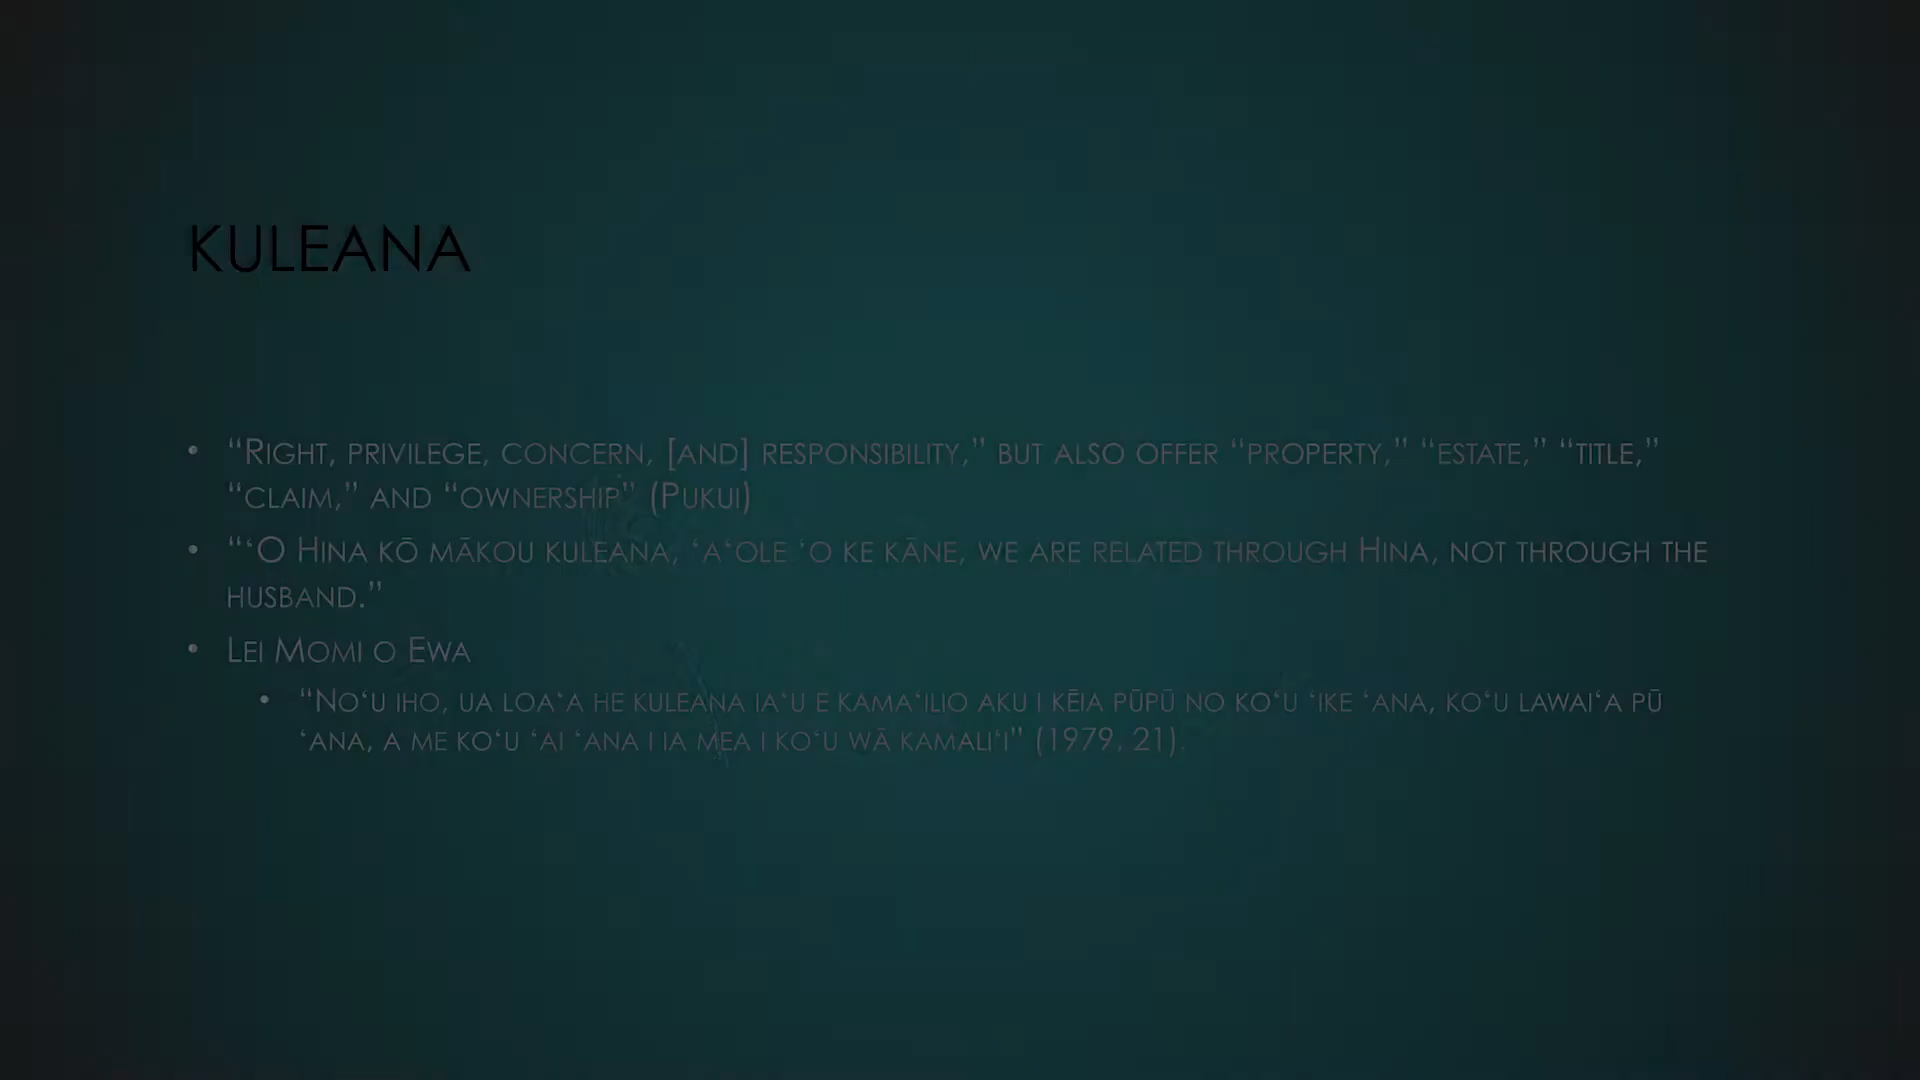 KULEANA
• “Right, privilege, concern, [and] responsibility,” but also offer “property,” “estate,” “title,”
“claim,” and “ownership” (Pukui)
• “ʻO Hina kō mākou kuleana, ʻaʻole ʻo ke kāne, we are related through Hina, not through the
husband.”
• Lei Momi o Ewa
• “Noʻu iho, ua loaʻa he kuleana iaʻu e kamaʻilio aku i kēia pūpū no koʻu ʻike ʻana, koʻu lawaiʻa pū
ʻana, a me koʻu ʻai ʻana i ia mea i koʻu wā kamaliʻi” (1979, 21).